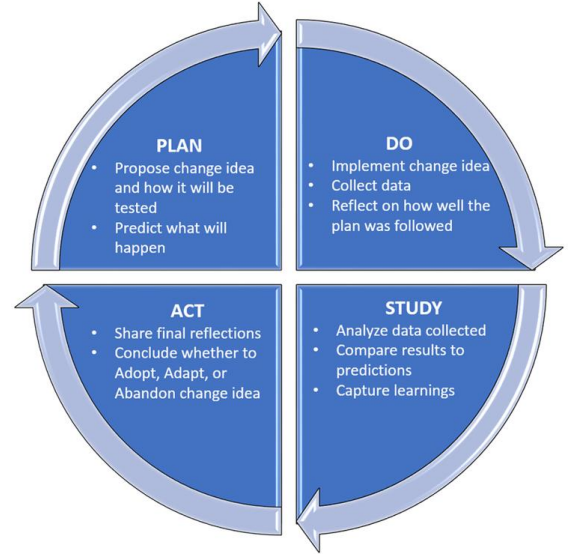 PLAN
• Propose change idea
and how it will be
tested
• Predict what will
happen
DO
• Implement change idea
• Collect data
• Reflect on how well the
plan was followed
ACT
• Share final reflections
• Conclude whether to
Adopt, Adapt, or
Abandon change idea
STUDY
• Analyze data collected
• Compare results to
predictions
• Capture learnings